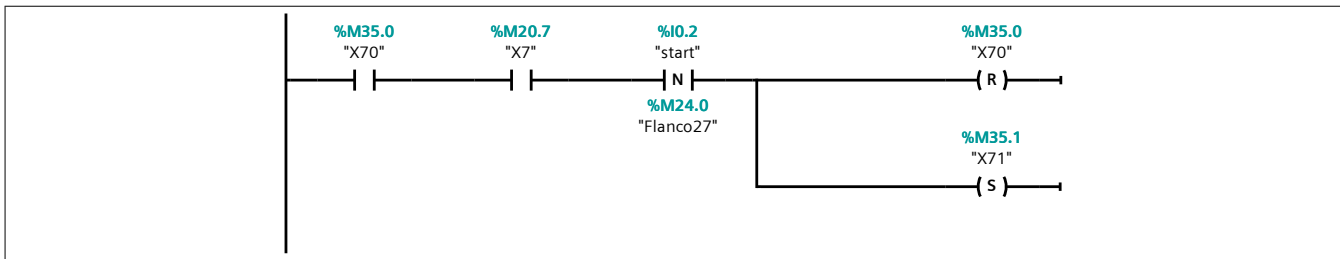 %M35.0 %M20.7 %I0.2 %M35.0
"X70" "X7" "start" "X70"
N R
%M24.0
"Flanco27"
%M35.1
"X71"
S